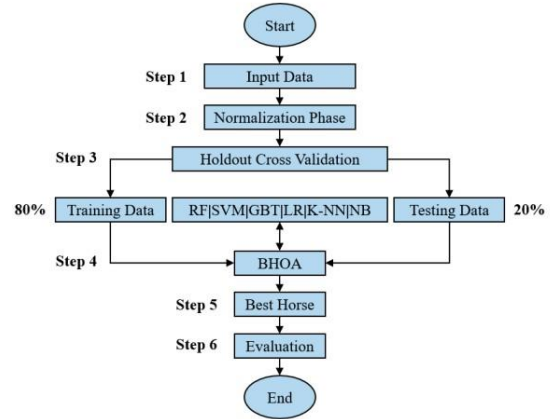 Start
Step 1
Input Data
Step 2
Normalization Phase
Step 3
Holdout Cross Validation
80%
Training Data
RF|SVM|GBT|LR|K-NN|NB
Testing Data
20%
Step 4
BHOA
Step 5
Best Horse
Step 6
Evaluation
End